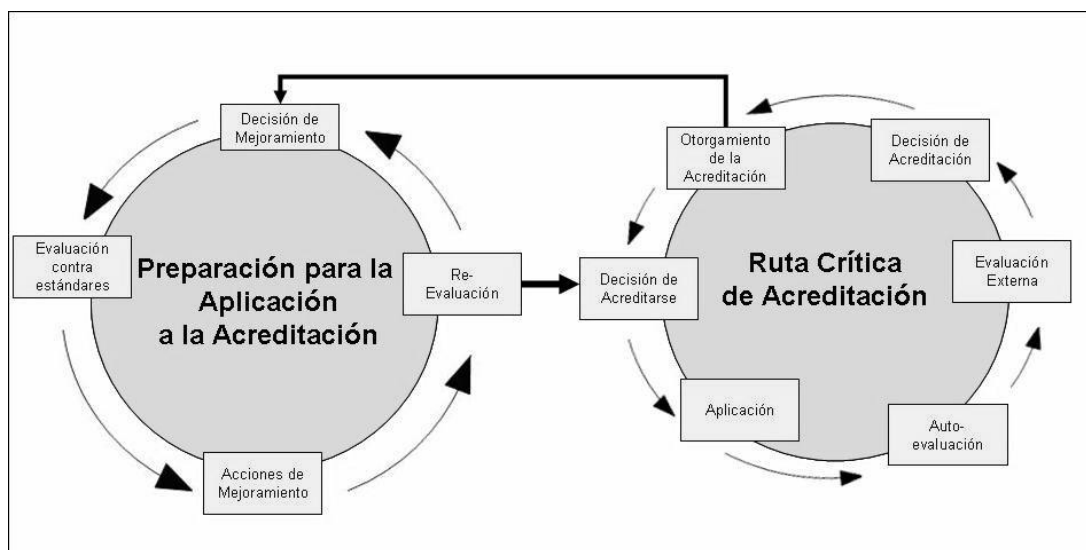 Decisión de
Mejoramiento
Evaluación
contra
estándares
Preparación para la
Aplicación
a la Acreditación
Re-
Evaluación
Acciones de
Mejoramiento
Otorgamiento
de la
Acreditación
Decisión de
Acreditación
Decisión de
Acreditarse
Ruta Crítica
de Acreditación
Evaluación
Externa
Aplicación
Auto-
evaluación